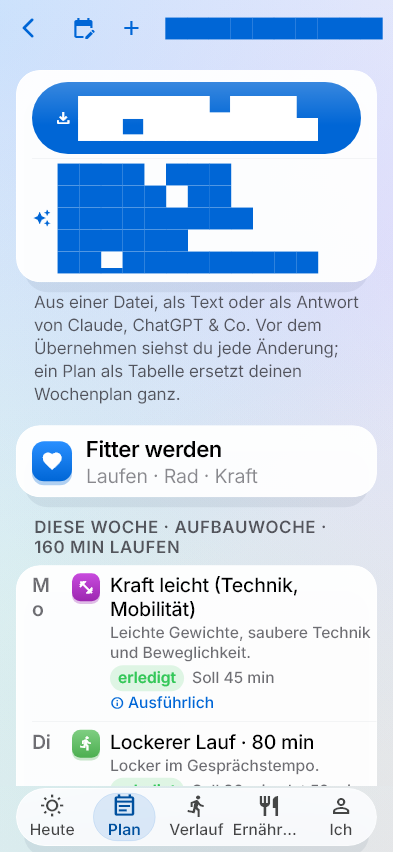 Aus einer Datei, als Text oder als Antwort
von Claude, ChatGPT & Co. Vor dem
Übernehmen siehst du jede Änderung;
ein Plan als Tabelle ersetzt deinen
Wochenplan ganz.
Fitter werden
Laufen · Rad · Kraft
DIESE WOCHE · AUFBAUWOCHE ·
160 MIN LAUFEN
Mo
Kraft leicht (Technik,
Mobilität)
Leichte Gewichte, saubere Technik
und Beweglichkeit.
erledigt Soll 45 min
Ausführlich
Di
Lockerer Lauf · 80 min
Locker im Gesprächstempo.
Heute Plan Verlauf Ernähr... Ich